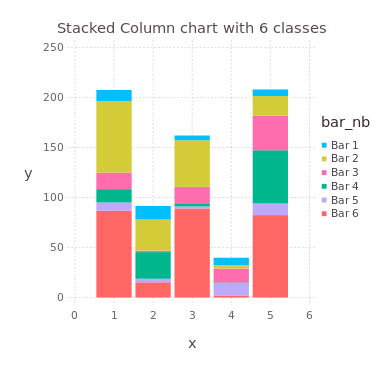 Stacked Column chart with 6 classes
250
200
150
100
50
0
y
0 1 2 3 4 5 6
x
bar_nb
Bar 1
Bar 2
Bar 3
Bar 4
Bar 5
Bar 6